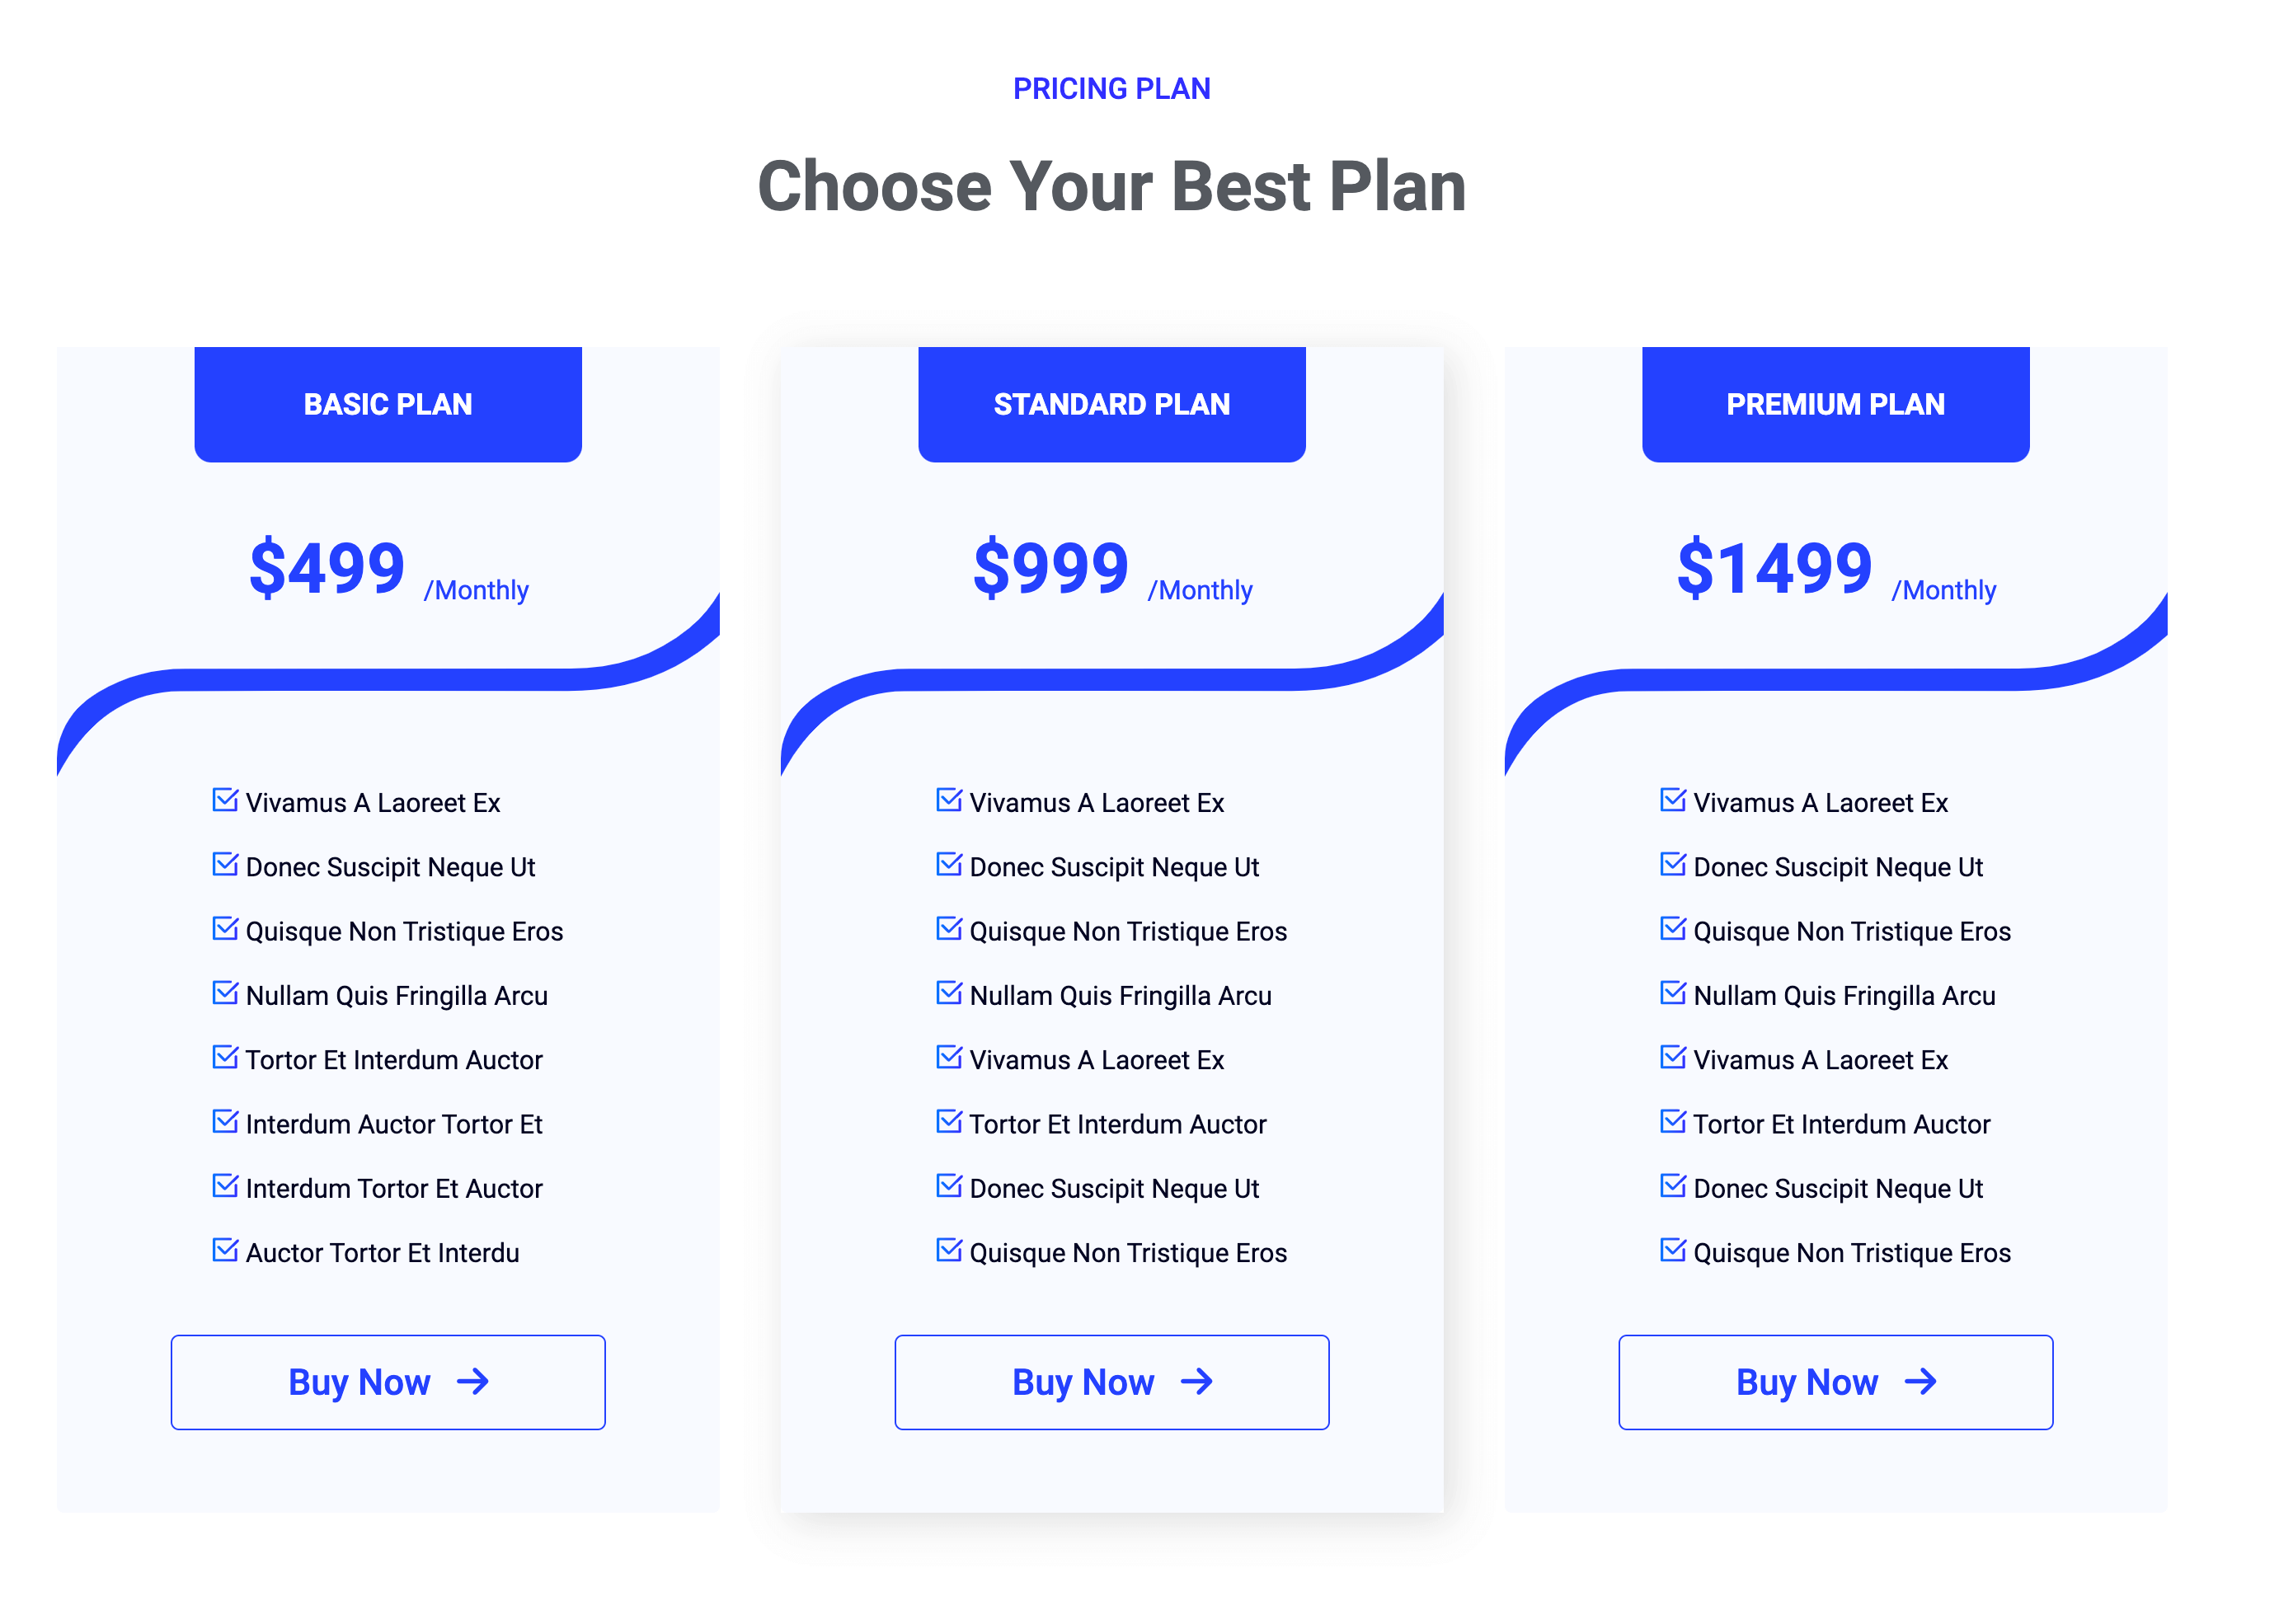 PRICING PLAN
Choose Your Best Plan
BASIC PLAN
$499 /Monthly
Vivamus A Laoreet Ex
Donec Suscipit Neque Ut
Quisque Non Tristique Eros
Nullam Quis Fringilla Arcu
Tortor Et Interdum Auctor
Interdum Auctor Tortor Et
Interdum Tortor Et Auctor
Auctor Tortor Et Interdu
Buy Now
STANDARD PLAN
$999 /Monthly
Vivamus A Laoreet Ex
Donec Suscipit Neque Ut
Quisque Non Tristique Eros
Nullam Quis Fringilla Arcu
Vivamus A Laoreet Ex
Tortor Et Interdum Auctor
Donec Suscipit Neque Ut
Quisque Non Tristique Eros
Buy Now
PREMIUM PLAN
$1499 /Monthly
Vivamus A Laoreet Ex
Donec Suscipit Neque Ut
Quisque Non Tristique Eros
Nullam Quis Fringilla Arcu
Vivamus A Laoreet Ex
Tortor Et Interdum Auctor
Donec Suscipit Neque Ut
Quisque Non Tristique Eros
Buy Now